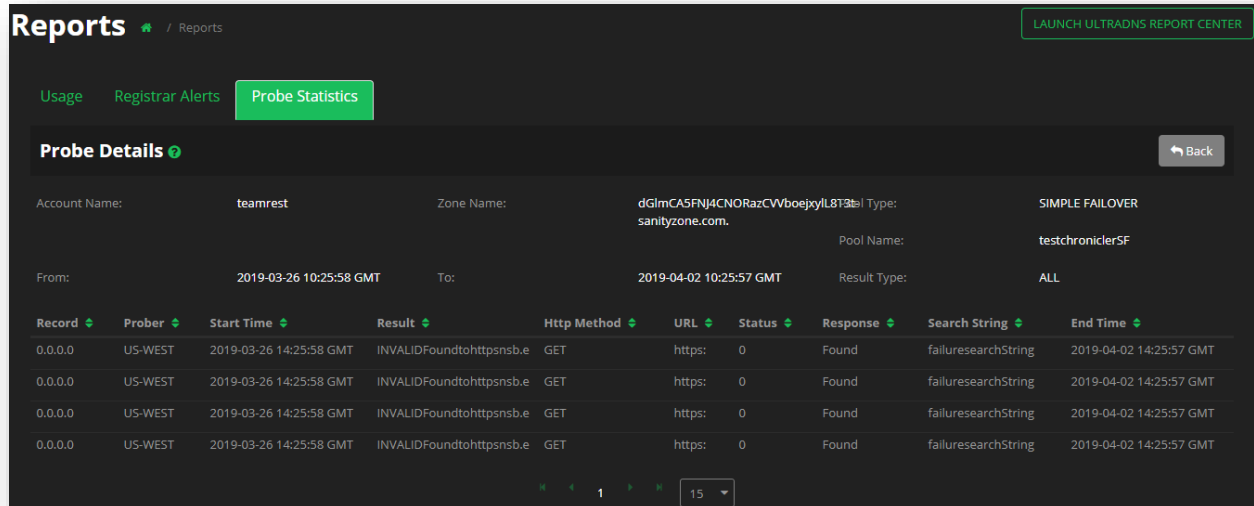 Reports / Reports LAUNCH ULTRADNS REPORT CENTER
Usage Registrar Alerts Probe Statistics
Probe Details Back
Account Name: teamrest Zone Name: Pool Type: SIMPLE FAILOVER
sanityzone.com.
Pool Name: testchroniclerSF
From: 2019-03-26 10:25:58 GMT To: 2019-04-02 10:25:57 GMT Result Type: ALL
Record Prober Start Time Result Http Method URL Status Response Search String End Time
0.0.0.0 US-WEST 2019-03-26 14:25:58 GMT INVALIDFoundtohttpsnsb.e GET https: 0 Found failuresearchString 2019-04-02 14:25:57 GMT
0.0.0.0 US-WEST 2019-03-26 14:25:58 GMT INVALIDFoundtohttpsnsb.e GET https: 0 Found failuresearchString 2019-04-02 14:25:57 GMT
0.0.0.0 US-WEST 2019-03-26 14:25:58 GMT INVALIDFoundtohttpsnsb.e GET https: 0 Found failuresearchString 2019-04-02 14:25:57 GMT
0.0.0.0 US-WEST 2019-03-26 14:25:58 GMT INVALIDFoundtohttpsnsb.e GET https: 0 Found failuresearchString 2019-04-02 14:25:57 GMT
1 15